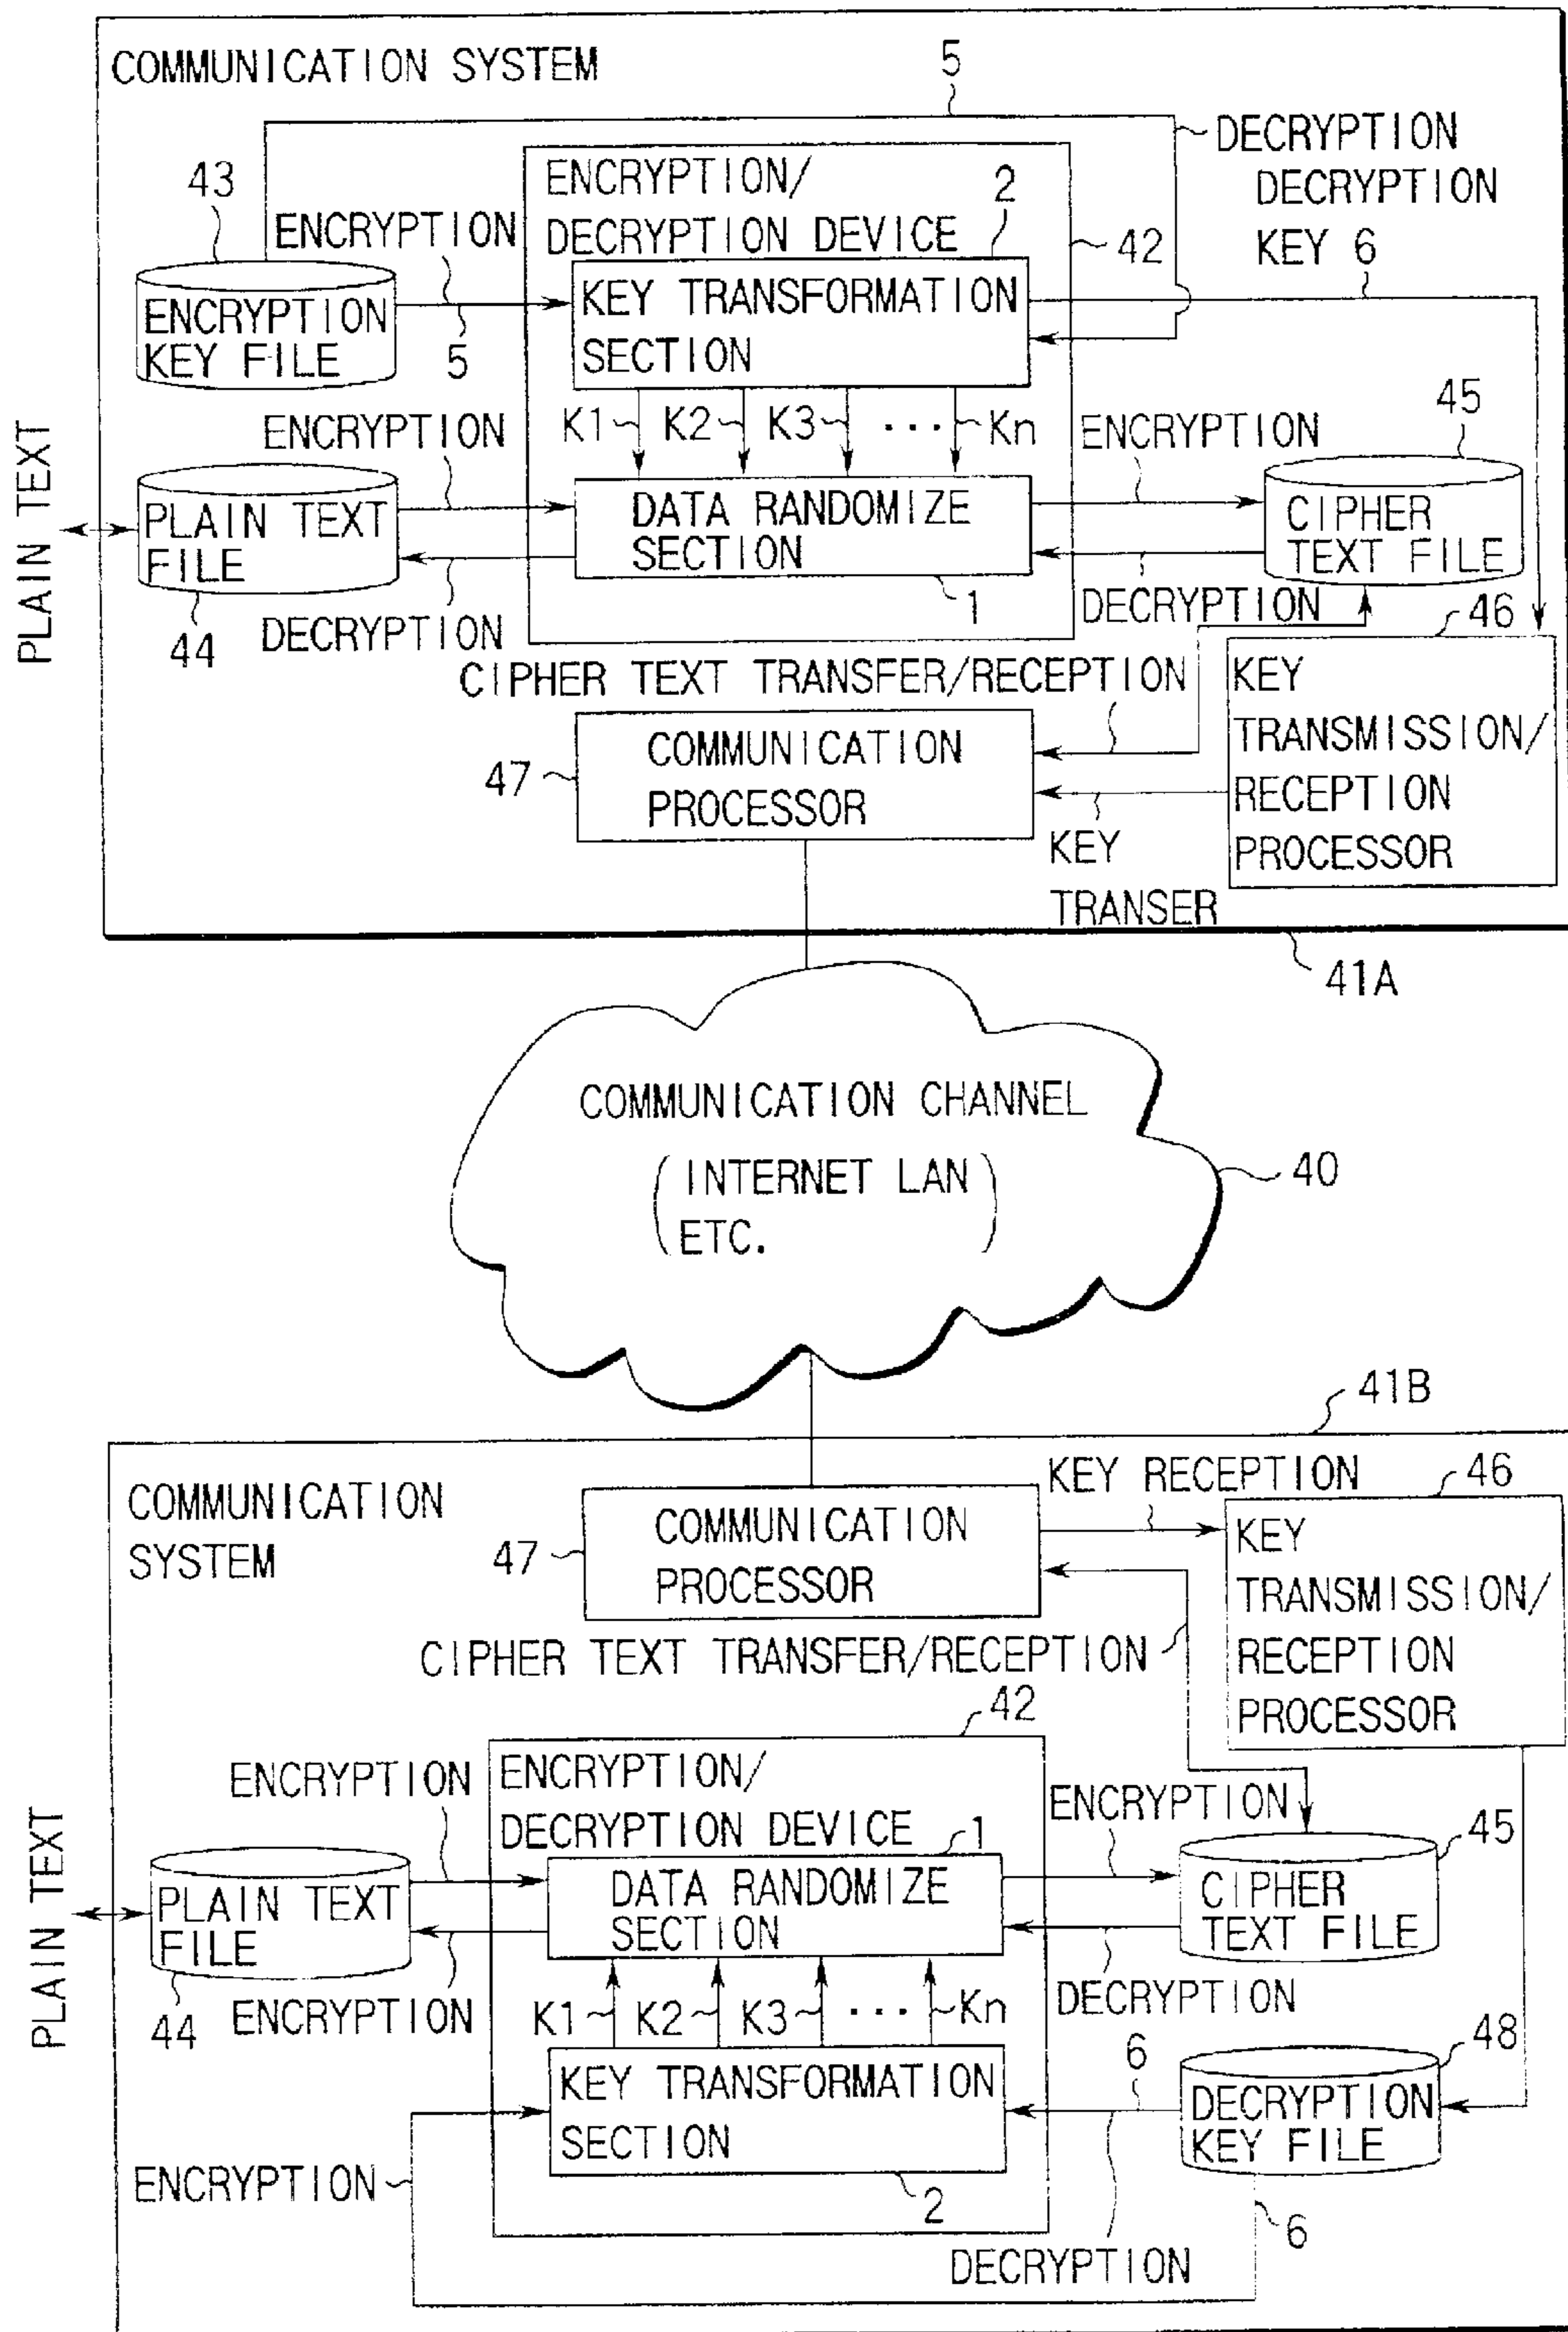 COMMUNICATION SYSTEM
5
DECRYPTION
DECRYPTION
KEY 6
43
ENCRYPTION
ENCRYPTION/
DECRYPTION DEVICE
2
42
ENCRYPTION
KEY FILE
5
KEY TRANSFORMATION
SECTION
K1
K2
K3
...
Kn
ENCRYPTION
ENCRYPTION
45
PLAIN TEXT
PLAIN TEXT
FILE
DATA RANDOMIZE
SECTION
CIPHER
TEXT FILE
44
DECRYPTION
1
DECRYPTION
46
CIPHER TEXT TRANSFER/RECEPTION
KEY
TRANSMISSION/
RECEPTION
PROCESSOR
47
COMMUNICATION
PROCESSOR
KEY
TRANSER
41A
COMMUNICATION CHANNEL
(INTERNET LAN
ETC.)
40
41B
COMMUNICATION
SYSTEM
47
COMMUNICATION
PROCESSOR
KEY RECEPTION
46
KEY
TRANSMISSION/
RECEPTION
PROCESSOR
CIPHER TEXT TRANSFER/RECEPTION
42
ENCRYPTION
ENCRYPTION/
DECRYPTION DEVICE
1
ENCRYPTION
45
PLAIN TEXT
PLAIN TEXT
FILE
DATA RANDOMIZE
SECTION
CIPHER
TEXT FILE
44
ENCRYPTION
K1
K2
K3
...
Kn
DECRYPTION
48
KEY TRANSFORMATION
SECTION
6
DECRYPTION
KEY FILE
ENCRYPTION
2
DECRYPTION
6